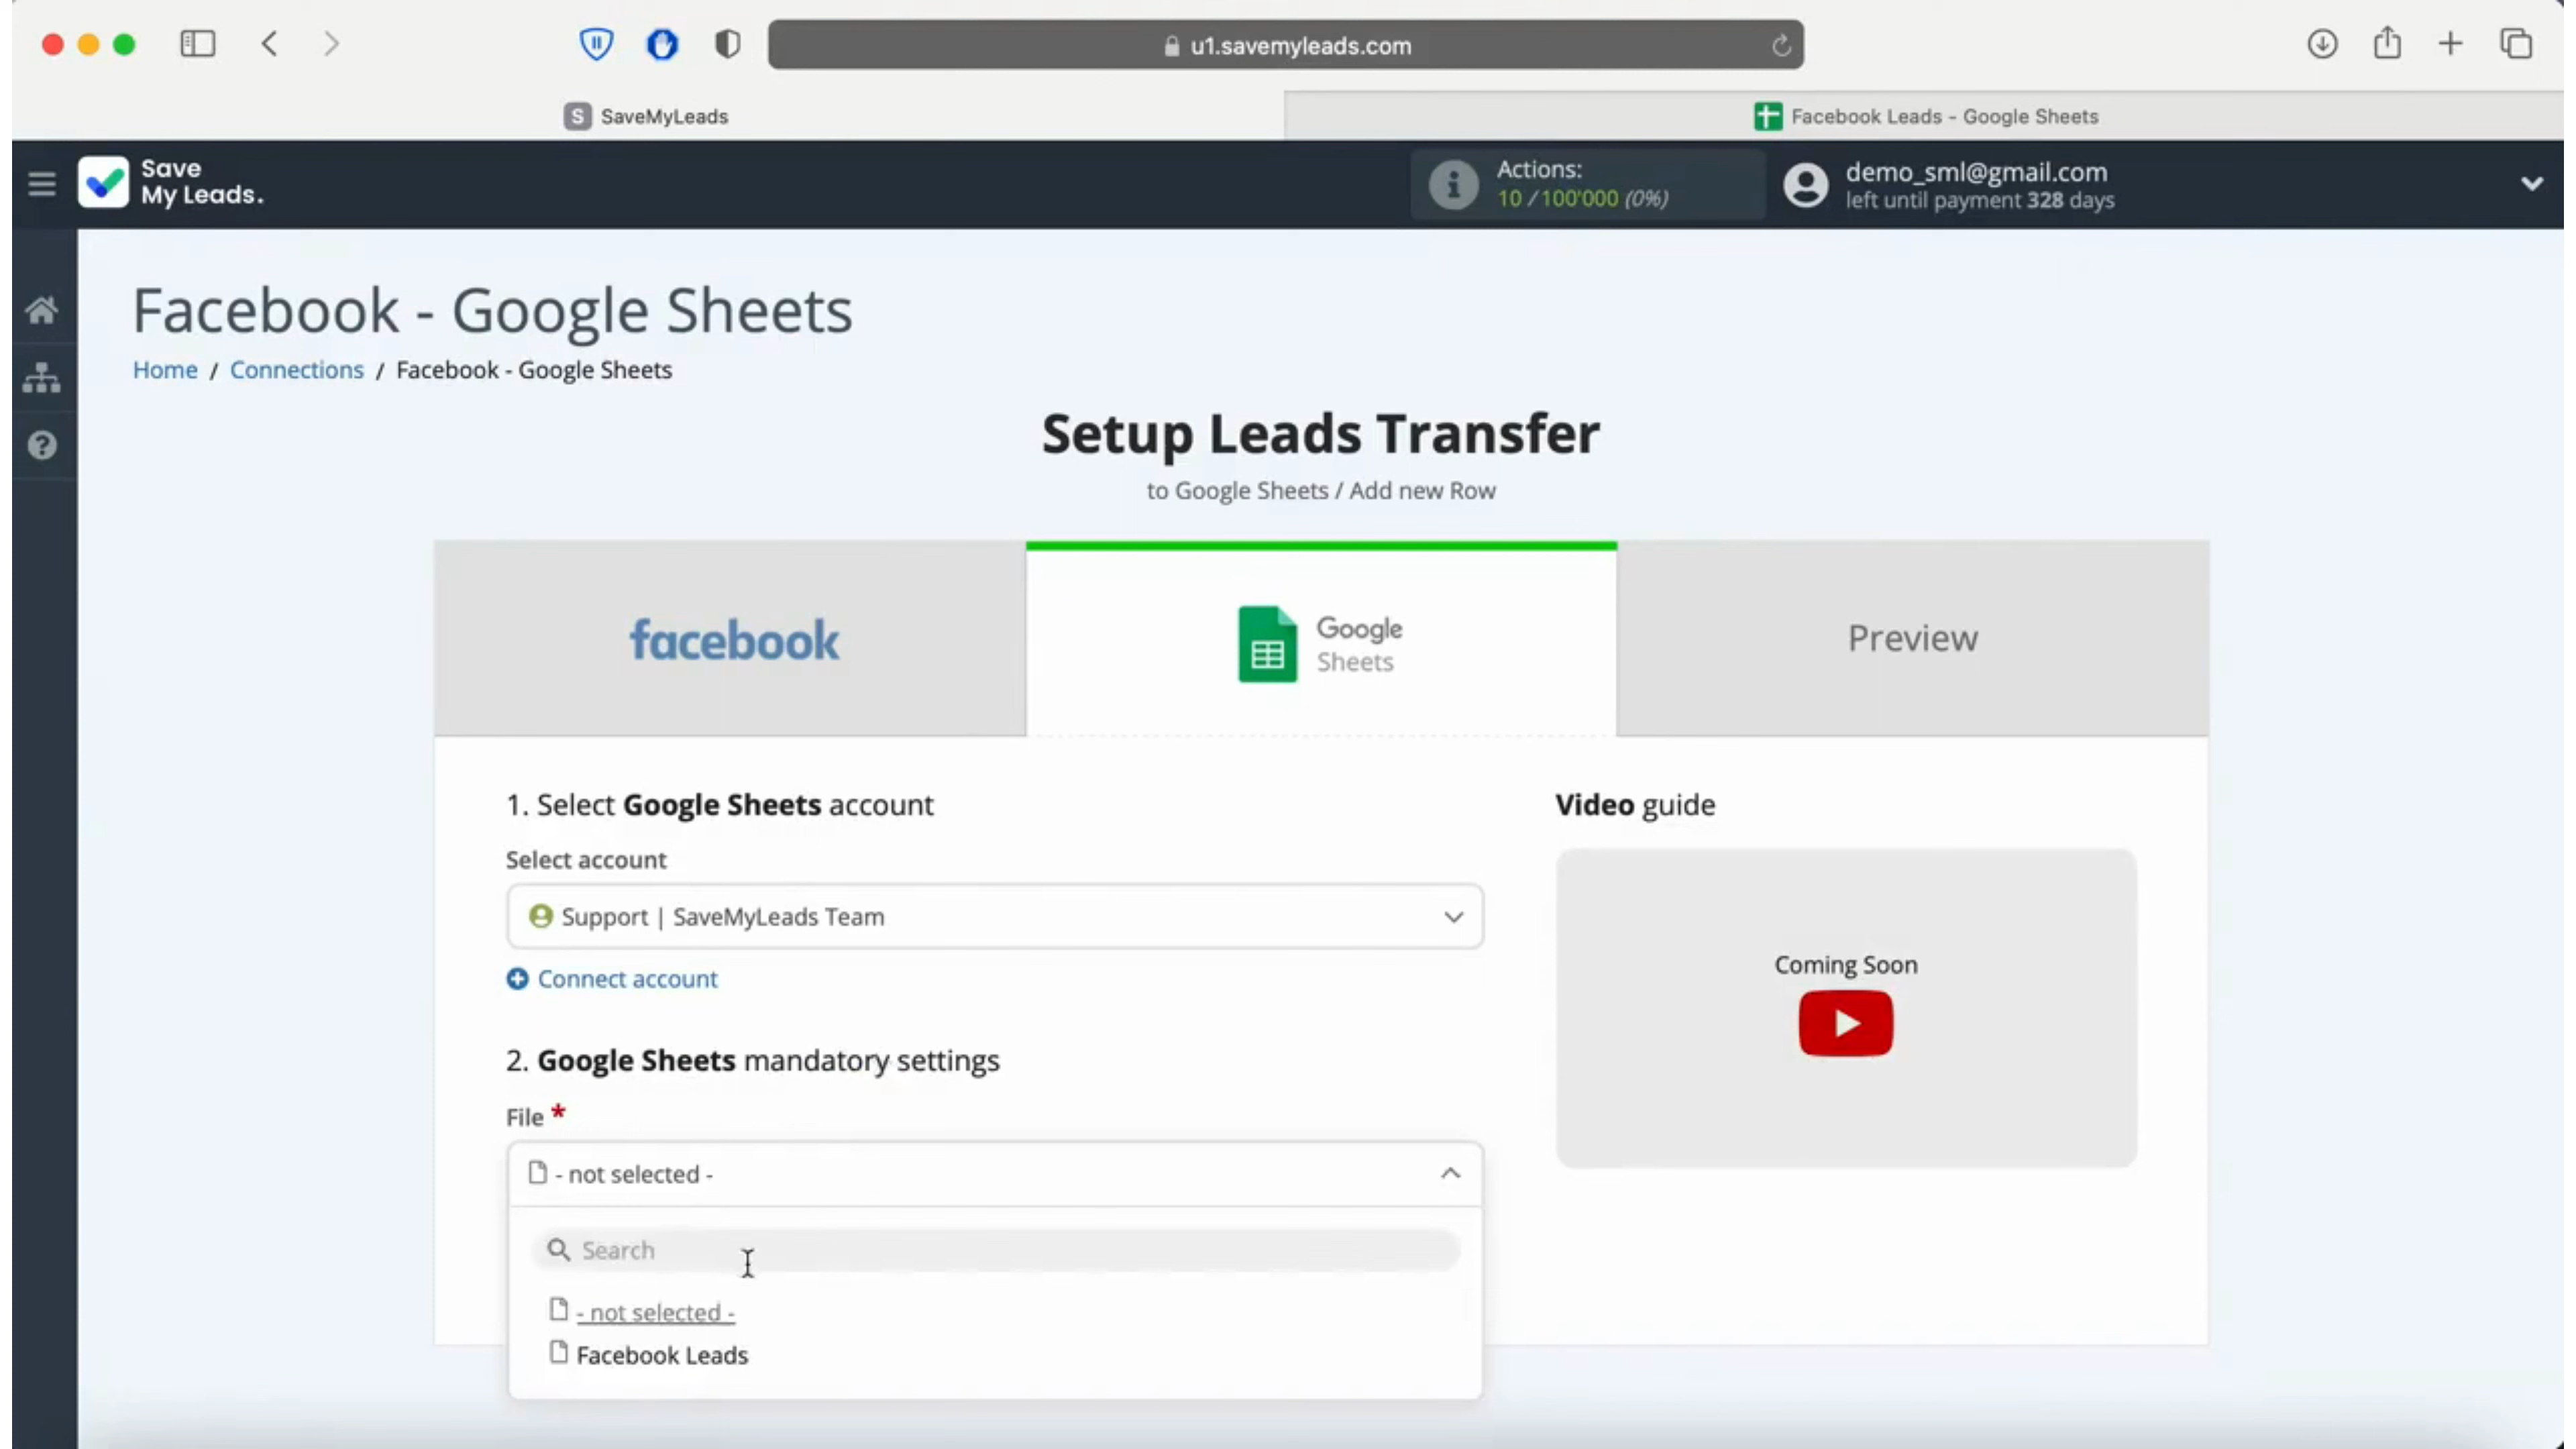 u1.savemyleads.com
S SaveMyLeads
Facebook Leads - Google Sheets
Save
My Leads.
Actions:
10 / 100'000 (0%)
demo_sml@gmail.com
left until payment 328 days
Facebook - Google Sheets
Home / Connections / Facebook - Google Sheets
Setup Leads Transfer
to Google Sheets / Add new Row
facebook
Google
Sheets
Preview
1. Select Google Sheets account
Select account
Support | SaveMyLeads Team
Connect account
2. Google Sheets mandatory settings
File *
- not selected -
Search
- not selected -
Facebook Leads
Video guide
Coming Soon